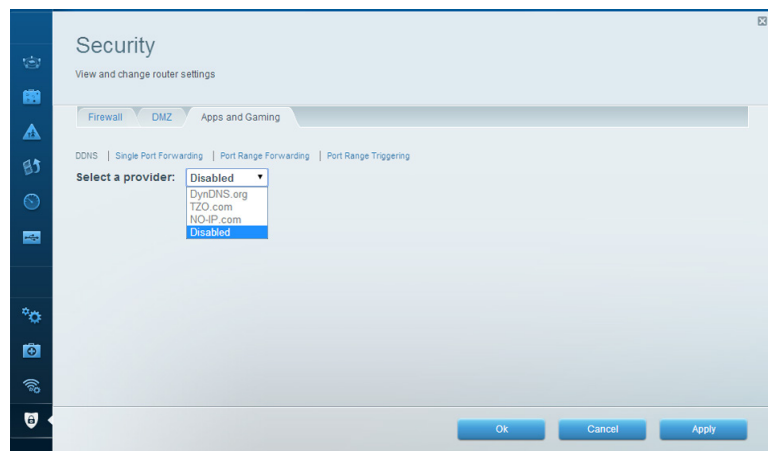 Security
View and change router settings
Firewall DMZ Apps and Gaming
DDNS | Single Port Forwarding | Port Range Forwarding | Port Range Triggering
Select a provider: Disabled
DynDNS.org
TZO.com
NO-IP.com
Disabled
Ok Cancel Apply